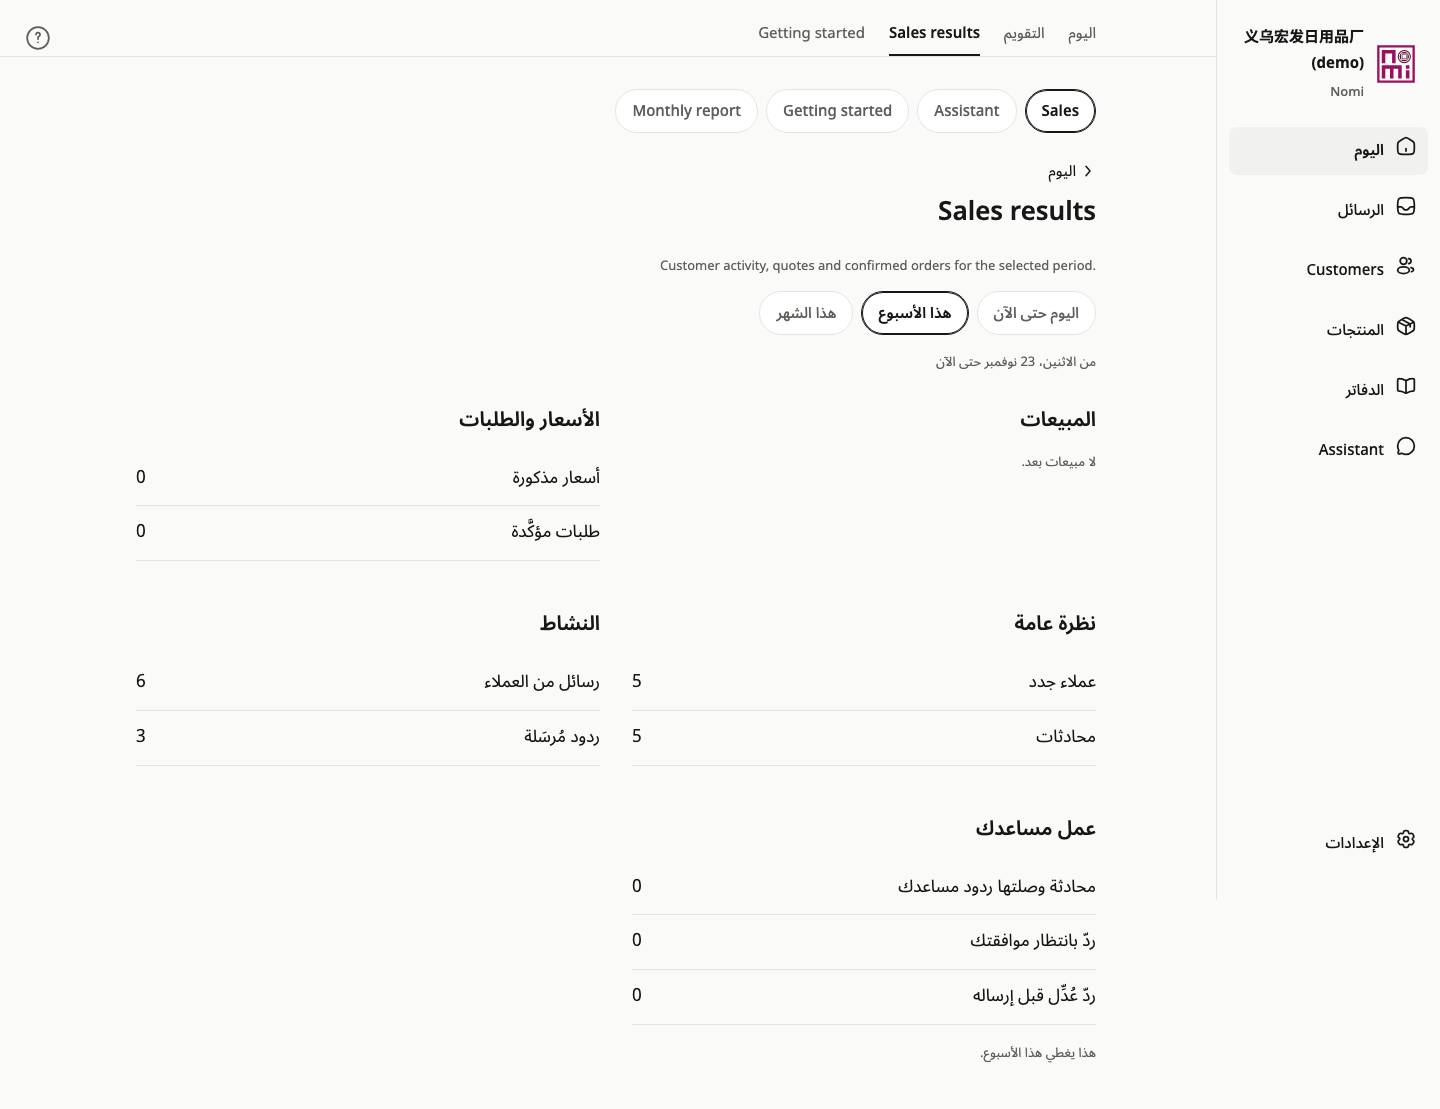 义乌宏发日用品厂
(demo)
Nomi
اليوم
الرسائل
Customers
المنتجات
الدفاتر
Assistant
الإعدادات
اليوم
التقويم
Sales results
Getting started
Sales
Assistant
Getting started
Monthly report
اليوم
Sales results
Customer activity, quotes and confirmed orders for the selected period.
اليوم حتى الآن
هذا الأسبوع
هذا الشهر
من الاثنين، 23 نوفمبر حتى الآن
المبيعات
لا مبيعات بعد.
الأسعار والطلبات
أسعار مذكورة 0
طلبات مؤكَّدة 0
نظرة عامة
عملاء جدد 5
محادثات 5
النشاط
رسائل من العملاء 6
ردود مُرسَلة 3
عمل مساعدك
محادثة وصلتها ردود مساعدك 0
ردّ بانتظار موافقتك 0
ردّ عُدِّل قبل إرساله 0
هذا يغطي هذا الأسبوع.